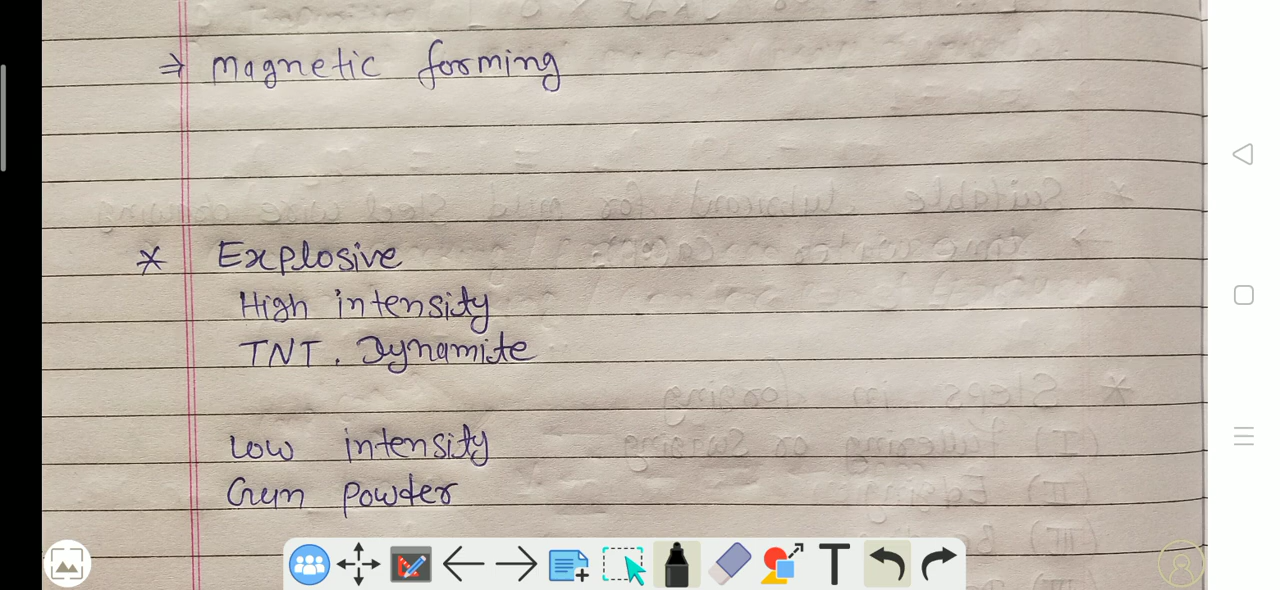 ⇒ Magnetic forming
* Explosive
High intensity
TNT. Dynamite
Low intensity
Gun Powder